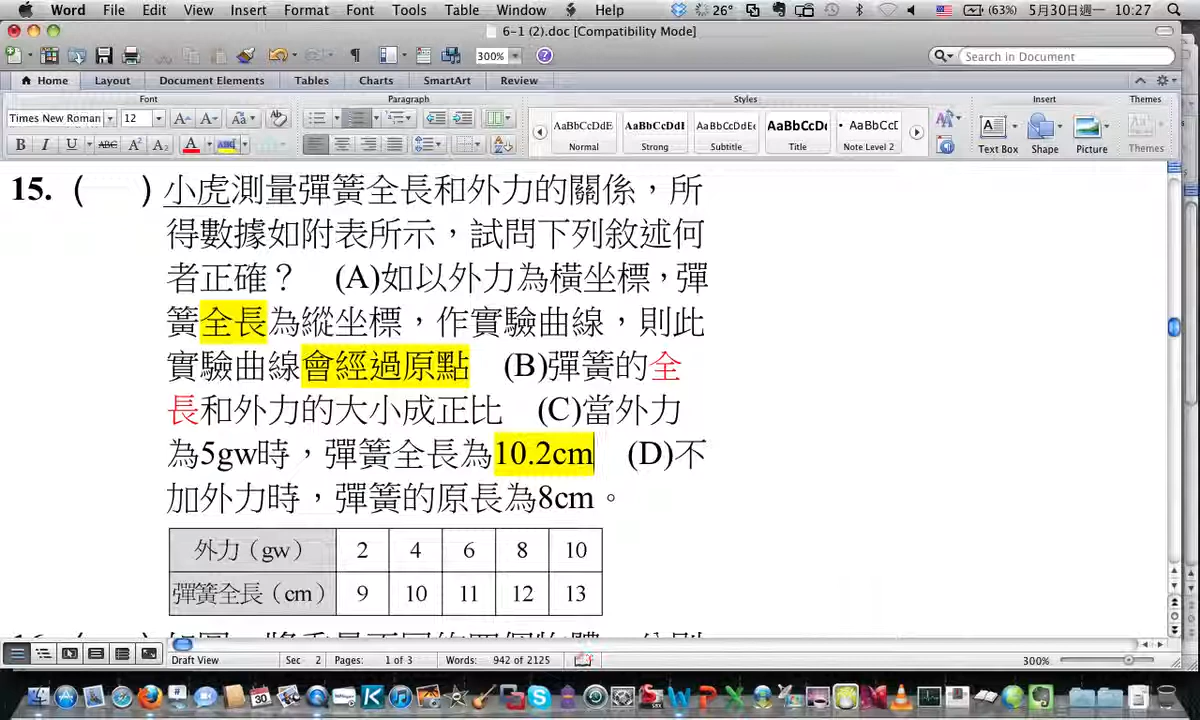 Word File Edit View Insert Format Font Tools Table Window Help 26° (63%) 5月30日週一 10:27
6-1 (2).doc [Compatibility Mode]
300% Search in Document
Home Layout Document Elements Tables Charts SmartArt Review
Font Paragraph Styles Insert Themes
Times New Roman 12 A A Aa AaBbCcDdE AaBbCcDdI AaBbCcDdEe AaBbCcDd • AaBbCcD
B I U ABC A² A₂ A Normal Strong Subtitle Title Note Level 2 Text Box Shape Picture Themes
15. ( )小虎測量彈簧全長和外力的關係，所
得數據如附表所示，試問下列敘述何
者正確？ (A)如以外力為橫坐標，彈
簧全長為縱坐標，作實驗曲線，則此
實驗曲線會經過原點 (B)彈簧的全
長和外力的大小成正比 (C)當外力
為5gw時，彈簧全長為10.2cm (D)不
加外力時，彈簧的原長為8cm。
外力（gw） 2 4 6 8 10
彈簧全長（cm） 9 10 11 12 13
Draft View Sec 2 Pages: 1 of 3 Words: 942 of 2125 300%